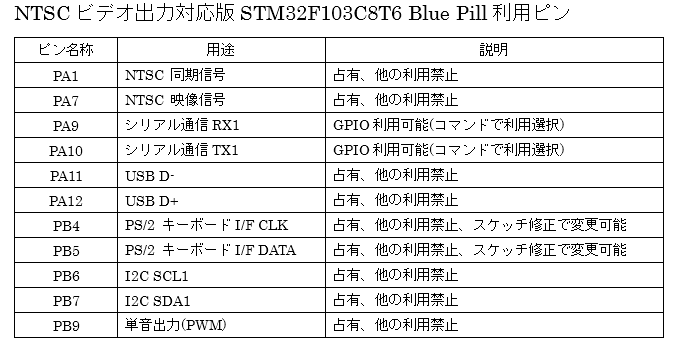 NTSC ビデオ出力対応版 STM32F103C8T6 Blue Pill 利用ピン
ピン名称 用途 説明
PA1 NTSC 同期信号 占有、他の利用禁止
PA7 NTSC 映像信号 占有、他の利用禁止
PA9 シリアル通信 RX1 GPIO 利用可能(コマンドで利用選択)
PA10 シリアル通信 TX1 GPIO 利用可能(コマンドで利用選択)
PA11 USB D- 占有、他の利用禁止
PA12 USB D+ 占有、他の利用禁止
PB4 PS/2 キーボード I/F CLK 占有、他の利用禁止、スケッチ修正で変更可能
PB5 PS/2 キーボード I/F DATA 占有、他の利用禁止、スケッチ修正で変更可能
PB6 I2C SCL1 占有、他の利用禁止
PB7 I2C SDA1 占有、他の利用禁止
PB9 単音出力(PWM) 占有、他の利用禁止